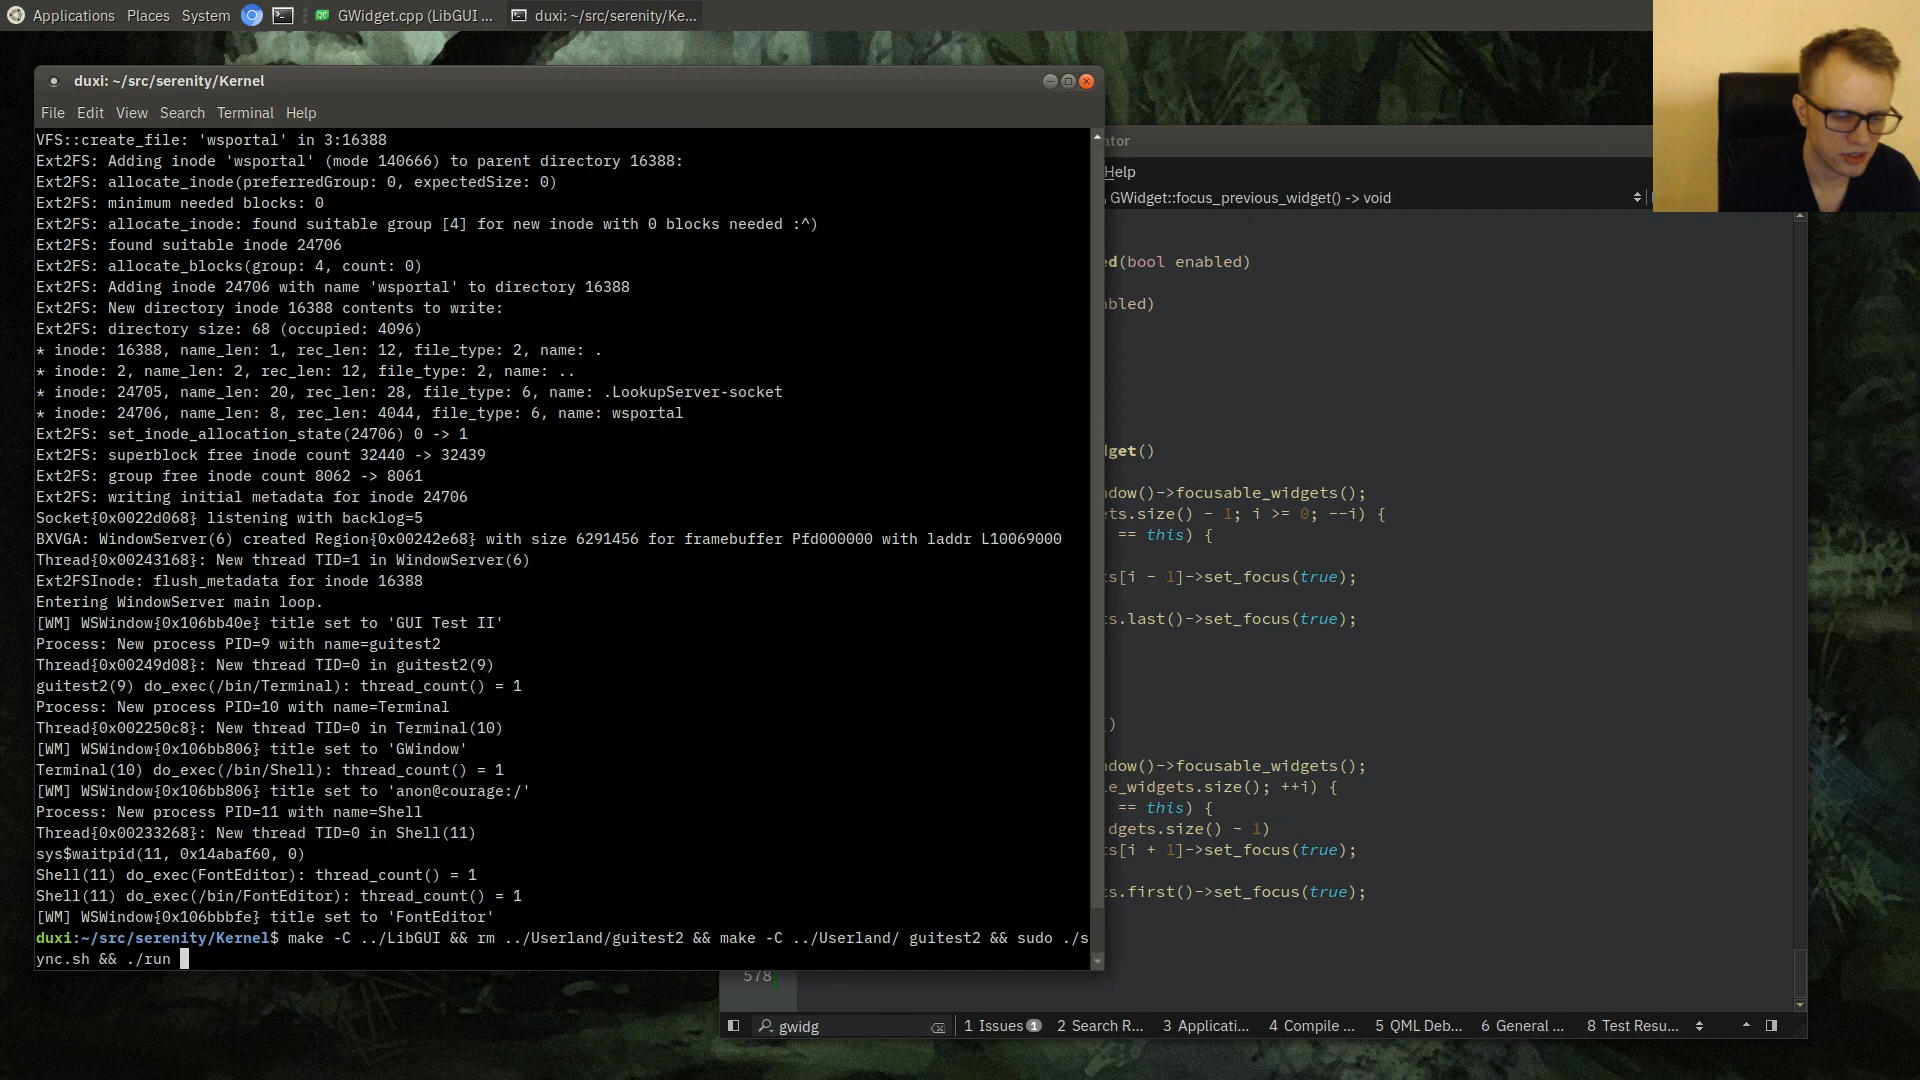 Applications Places System GWidget.cpp (LibGUI ... duxi: ~/src/serenity/Ke...
duxi: ~/src/serenity/Kernel
File Edit View Search Terminal Help
VFS::create_file: 'wsportal' in 3:16388
Ext2FS: Adding inode 'wsportal' (mode 140666) to parent directory 16388:
Ext2FS: allocate_inode(preferredGroup: 0, expectedSize: 0)
Ext2FS: minimum needed blocks: 0
Ext2FS: allocate_inode: found suitable group [4] for new inode with 0 blocks needed :^)
Ext2FS: found suitable inode 24706
Ext2FS: allocate_blocks(group: 4, count: 0)
Ext2FS: Adding inode 24706 with name 'wsportal' to directory 16388
Ext2FS: New directory inode 16388 contents to write:
Ext2FS: directory size: 68 (occupied: 4096)
* inode: 16388, name_len: 1, rec_len: 12, file_type: 2, name: .
* inode: 2, name_len: 2, rec_len: 12, file_type: 2, name: ..
* inode: 24705, name_len: 20, rec_len: 28, file_type: 6, name: .LookupServer-socket
* inode: 24706, name_len: 8, rec_len: 4044, file_type: 6, name: wsportal
Ext2FS: set_inode_allocation_state(24706) 0 -> 1
Ext2FS: superblock free inode count 32440 -> 32439
Ext2FS: group free inode count 8062 -> 8061
Ext2FS: writing initial metadata for inode 24706
Socket{0x0022d068} listening with backlog=5
BXVGA: WindowServer(6) created Region{0x00242e68} with size 6291456 for framebuffer Pfd000000 with laddr L10069000
Thread{0x00243168}: New thread TID=1 in WindowServer(6)
Ext2FSInode: flush_metadata for inode 16388
Entering WindowServer main loop.
[WM] WSWindow{0x106bb40e} title set to 'GUI Test II'
Process: New process PID=9 with name=guitest2
Thread{0x00249d08}: New thread TID=0 in guitest2(9)
guitest2(9) do_exec(/bin/Terminal): thread_count() = 1
Process: New process PID=10 with name=Terminal
Thread{0x002250c8}: New thread TID=0 in Terminal(10)
[WM] WSWindow{0x106bb806} title set to 'GWindow'
Terminal(10) do_exec(/bin/Shell): thread_count() = 1
[WM] WSWindow{0x106bb806} title set to 'anon@courage:/'
Process: New process PID=11 with name=Shell
Thread{0x00233268}: New thread TID=0 in Shell(11)
sys$waitpid(11, 0x14abaf60, 0)
Shell(11) do_exec(FontEditor): thread_count() = 1
Shell(11) do_exec(/bin/FontEditor): thread_count() = 1
[WM] WSWindow{0x106bbbfe} title set to 'FontEditor'
duxi:~/src/serenity/Kernel$ make -C ../LibGUI && rm ../Userland/guitest2 && make -C ../Userland/ guitest2 && sudo ./s
ync.sh && ./run
ator
Help
GWidget::focus_previous_widget() -> void
ed(bool enabled)
abled)
dget()
ndow()->focusable_widgets();
ets.size() - 1; i >= 0; --i) {
== this) {
ts[i - 1]->set_focus(true);
ts.last()->set_focus(true);
()
ndow()->focusable_widgets();
le_widgets.size(); ++i) {
== this) {
idgets.size() - 1)
ts[i + 1]->set_focus(true);
ts.first()->set_focus(true);
578
gwidg 1 Issues 1 2 Search R... 3 Applicati... 4 Compile ... 5 QML Deb... 6 General ... 8 Test Resu...